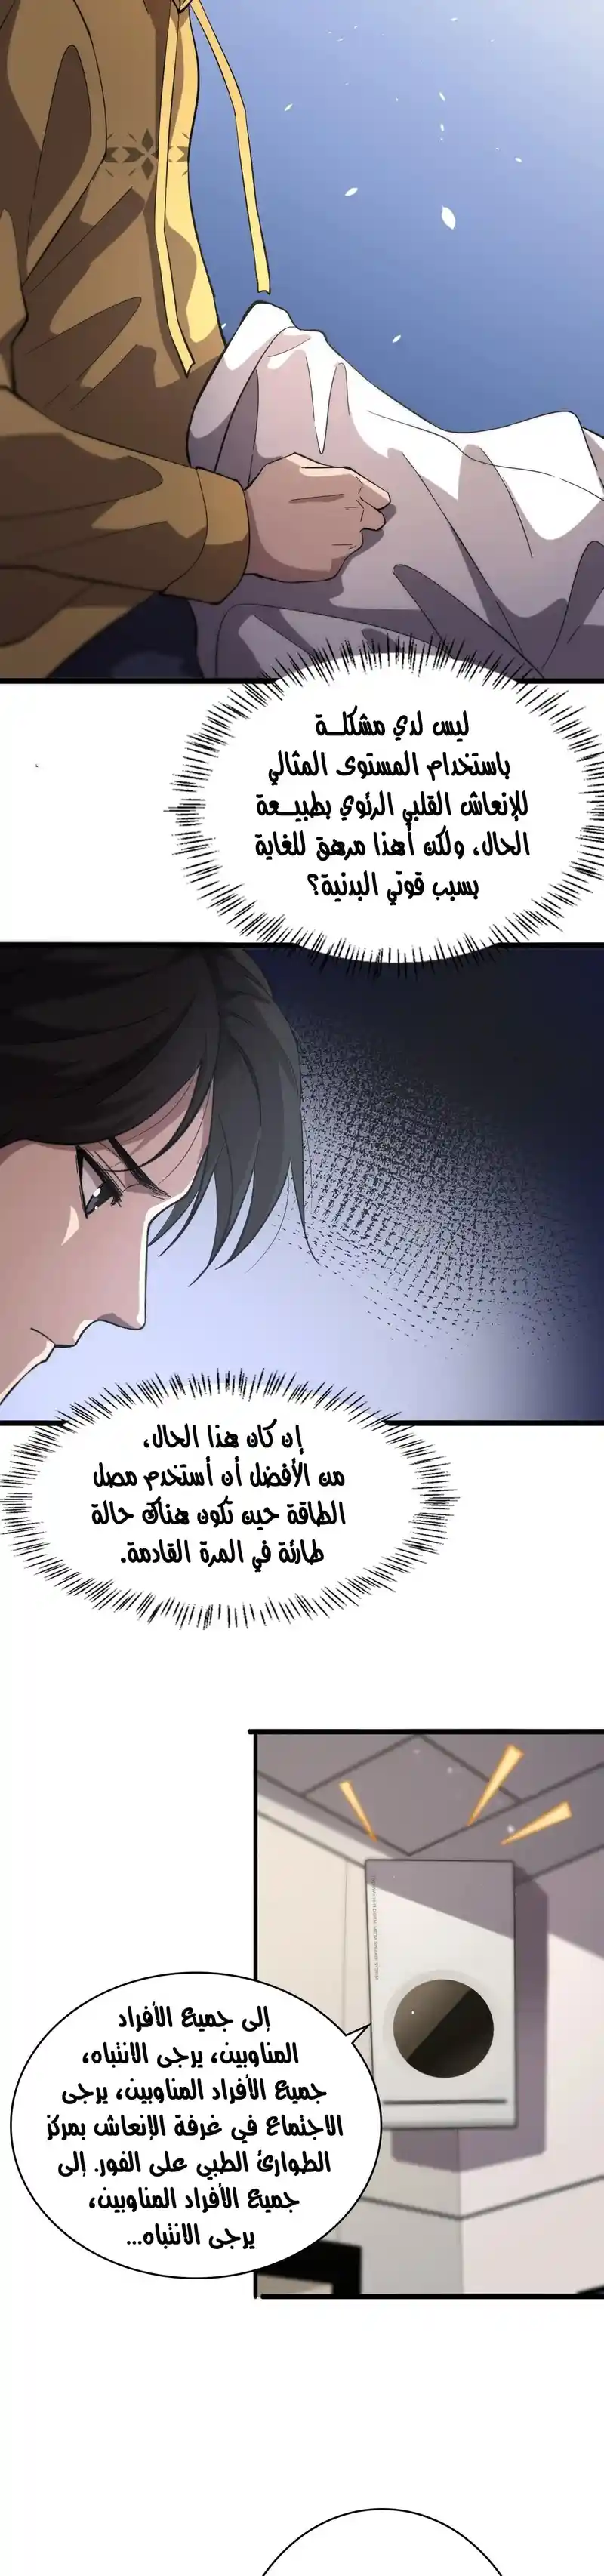 ليس لدي مشكلــة
باستخدام المستوى المثالي
للإنعاش القلبي الرئوي بطبيــعة
الحال، ولكن أهذا مرهق للغاية
بسبب قوتي البدنية؟
إن كان هذا الحال،
من الأفضل أن أستخدم مصل
الطاقة حين تكون هناك حالة
طارئة في المرة القادمة.
إلى جميع الأفراد
المناوبين، يرجى الانتباه،
جميع الأفراد المناوبين، يرجى
الاجتماع في غرفة الإنعاش بمركز
الطوارئ الطبي على الفور. إلى
جميع الأفراد المناوبين،
يرجى الانتباه...